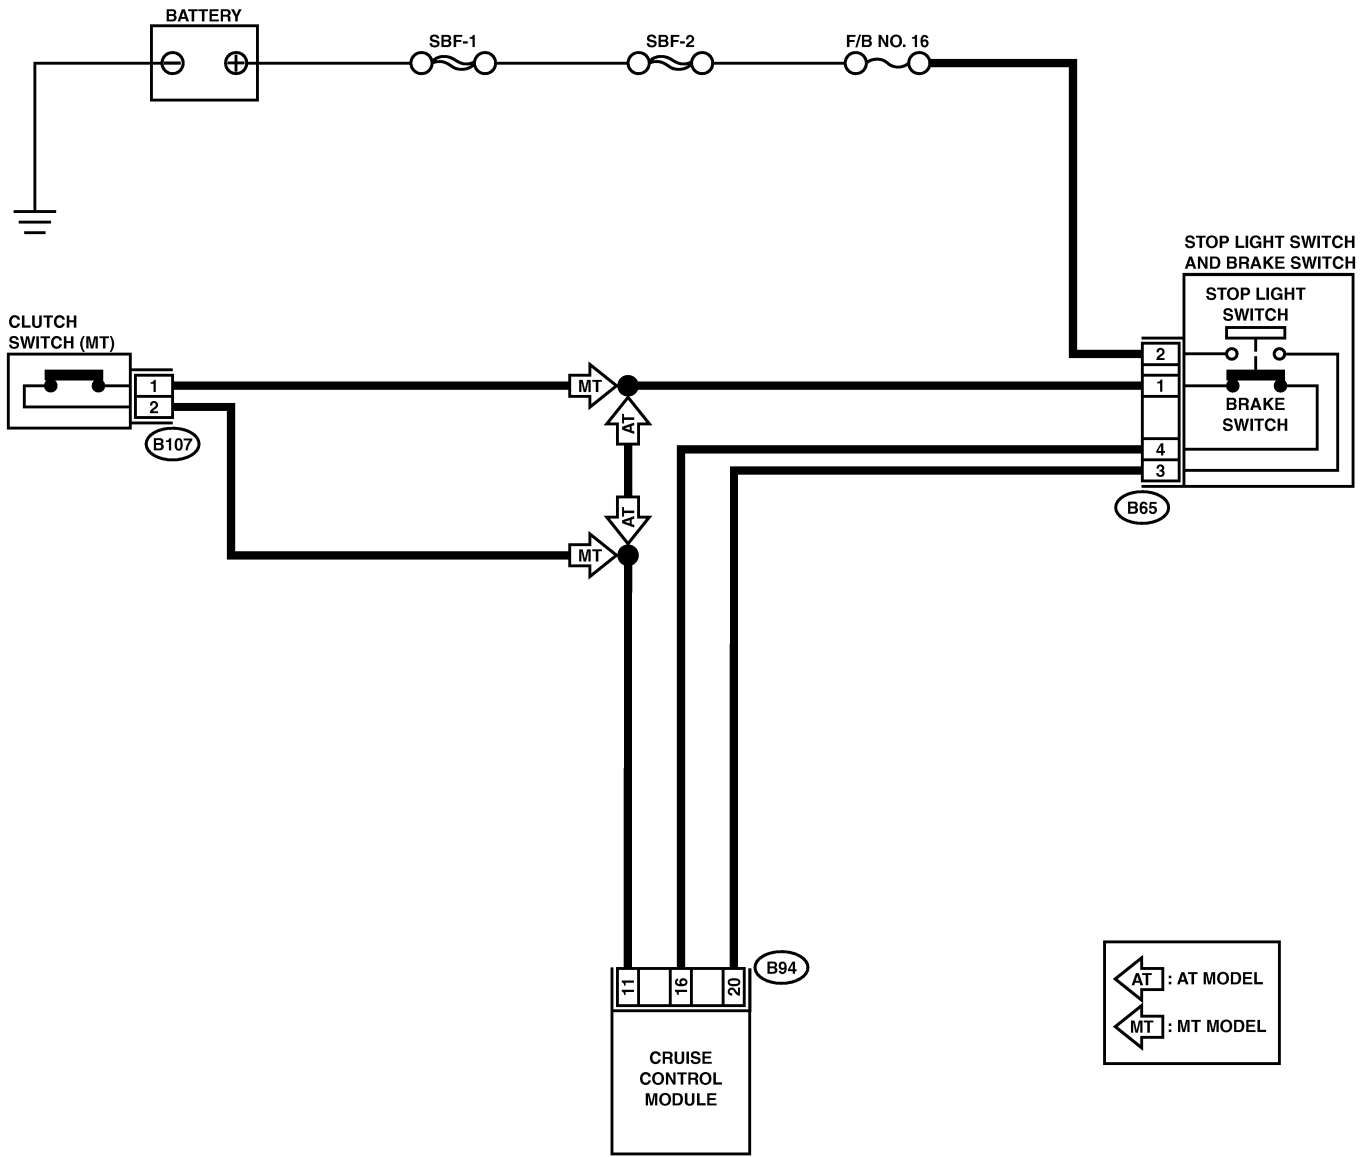 BATTERY
SBF-1
SBF-2
F/B NO. 16
STOP LIGHT SWITCH
AND BRAKE SWITCH
STOP LIGHT
SWITCH
2
1
BRAKE
SWITCH
4
3
B65
CLUTCH
SWITCH (MT)
1
2
B107
MT
AT
AT
MT
11
16
20
B94
CRUISE
CONTROL
MODULE
AT : AT MODEL
MT : MT MODEL